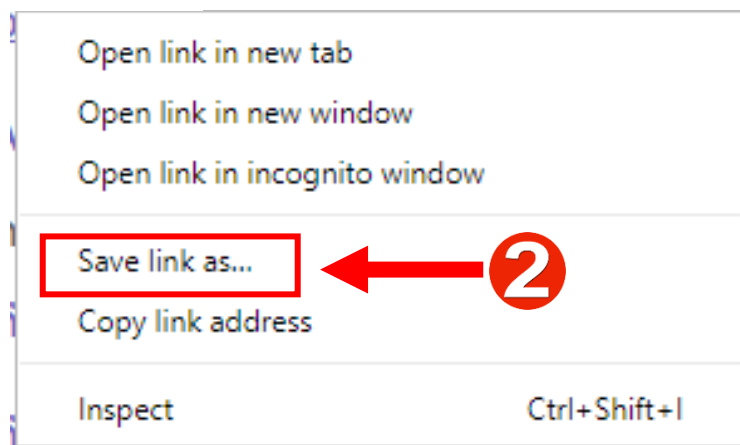 Open link in new tab
Open link in new window
Open link in incognito window
Save link as...
2
Copy link address
Inspect Ctrl+Shift+I